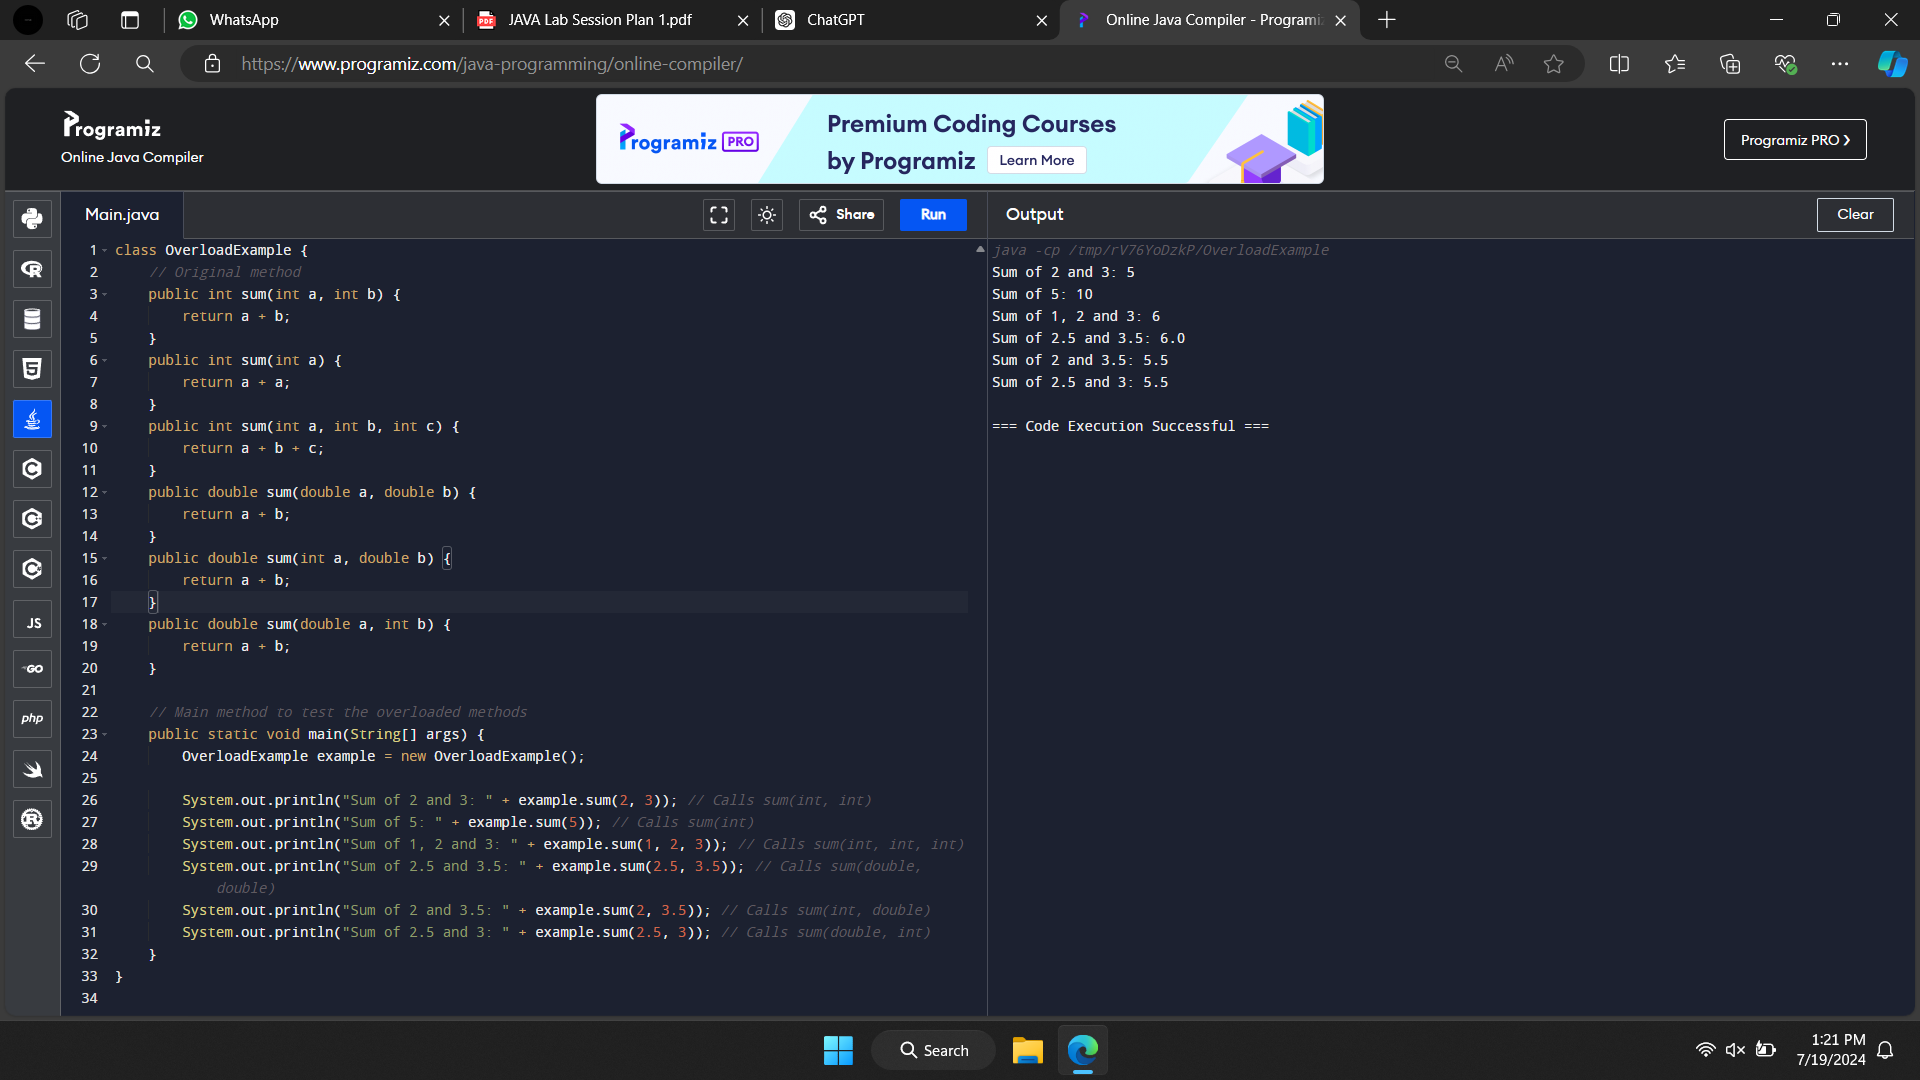 WhatsApp
JAVA Lab Session Plan 1.pdf
ChatGPT
Online Java Compiler - Programiz
https://www.programiz.com/java-programming/online-compiler/
Programiz
Online Java Compiler
Programiz PRO
Premium Coding Courses
by Programiz
Learn More
Programiz PRO ❯
Main.java
Share
Run
Output
Clear
1 class OverloadExample {
2 // Original method
3 public int sum(int a, int b) {
4 return a + b;
5 }
6 public int sum(int a) {
7 return a + a;
8 }
9 public int sum(int a, int b, int c) {
10 return a + b + c;
11 }
12 public double sum(double a, double b) {
13 return a + b;
14 }
15 public double sum(int a, double b) {
16 return a + b;
17 }
18 public double sum(double a, int b) {
19 return a + b;
20 }
21
22 // Main method to test the overloaded methods
23 public static void main(String[] args) {
24 OverloadExample example = new OverloadExample();
25
26 System.out.println("Sum of 2 and 3: " + example.sum(2, 3)); // Calls sum(int, int)
27 System.out.println("Sum of 5: " + example.sum(5)); // Calls sum(int)
28 System.out.println("Sum of 1, 2 and 3: " + example.sum(1, 2, 3)); // Calls sum(int, int, int)
29 System.out.println("Sum of 2.5 and 3.5: " + example.sum(2.5, 3.5)); // Calls sum(double,
double)
30 System.out.println("Sum of 2 and 3.5: " + example.sum(2, 3.5)); // Calls sum(int, double)
31 System.out.println("Sum of 2.5 and 3: " + example.sum(2.5, 3)); // Calls sum(double, int)
32 }
33 }
34
java -cp /tmp/rV76YoDzkP/OverloadExample
Sum of 2 and 3: 5
Sum of 5: 10
Sum of 1, 2 and 3: 6
Sum of 2.5 and 3.5: 6.0
Sum of 2 and 3.5: 5.5
Sum of 2.5 and 3: 5.5
=== Code Execution Successful ===
JS
GO
php
Search
1:21 PM
7/19/2024